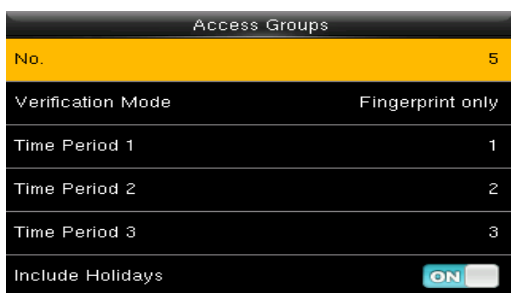 Access Groups
No. 5
Verification Mode Fingerprint only
Time Period 1 1
Time Period 2 2
Time Period 3 3
Include Holidays ON